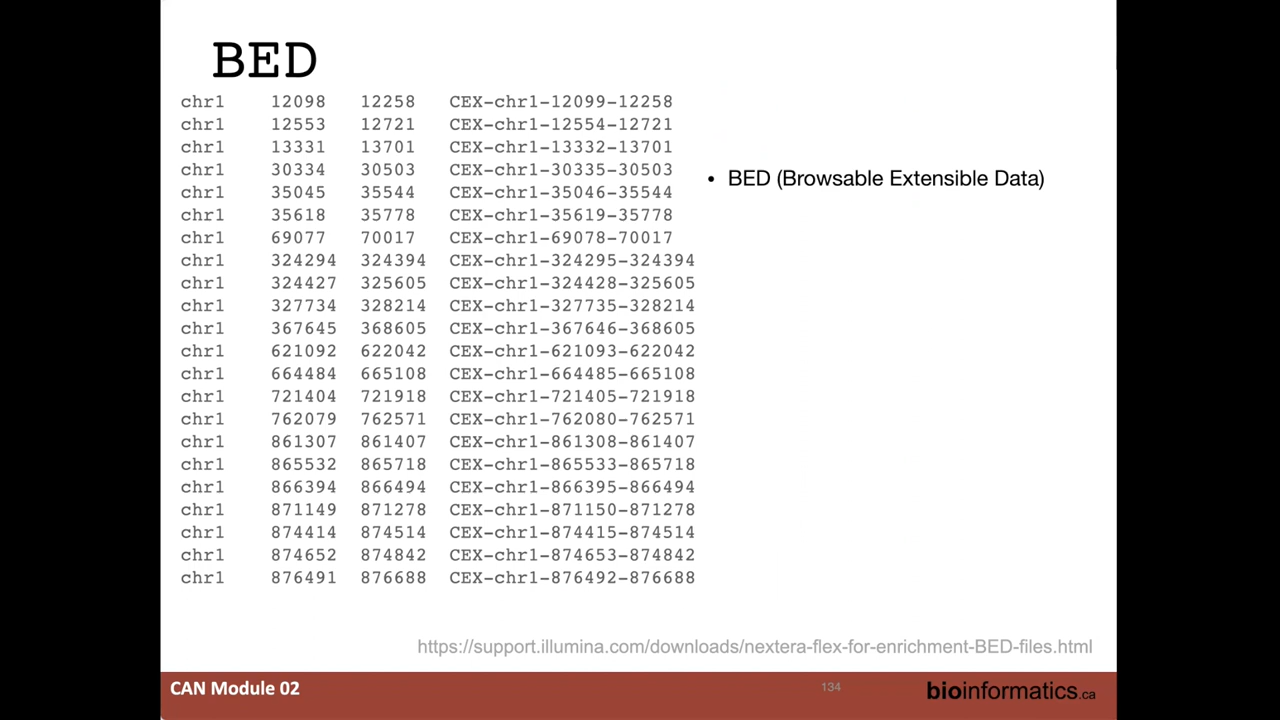 BED
chr1 12098 12258 CEX-chr1-12099-12258
chr1 12553 12721 CEX-chr1-12554-12721
chr1 13331 13701 CEX-chr1-13332-13701
chr1 30334 30503 CEX-chr1-30335-30503
chr1 35045 35544 CEX-chr1-35046-35544
chr1 35618 35778 CEX-chr1-35619-35778
chr1 69077 70017 CEX-chr1-69078-70017
chr1 324294 324394 CEX-chr1-324295-324394
chr1 324427 325605 CEX-chr1-324428-325605
chr1 327734 328214 CEX-chr1-327735-328214
chr1 367645 368605 CEX-chr1-367646-368605
chr1 621092 622042 CEX-chr1-621093-622042
chr1 664484 665108 CEX-chr1-664485-665108
chr1 721404 721918 CEX-chr1-721405-721918
chr1 762079 762571 CEX-chr1-762080-762571
chr1 861307 861407 CEX-chr1-861308-861407
chr1 865532 865718 CEX-chr1-865533-865718
chr1 866394 866494 CEX-chr1-866395-866494
chr1 871149 871278 CEX-chr1-871150-871278
chr1 874414 874514 CEX-chr1-874415-874514
chr1 874652 874842 CEX-chr1-874653-874842
chr1 876491 876688 CEX-chr1-876492-876688
• BED (Browsable Extensible Data)
https://support.illumina.com/downloads/nextera-flex-for-enrichment-BED-files.html
CAN Module 02
134
bioinformatics.ca